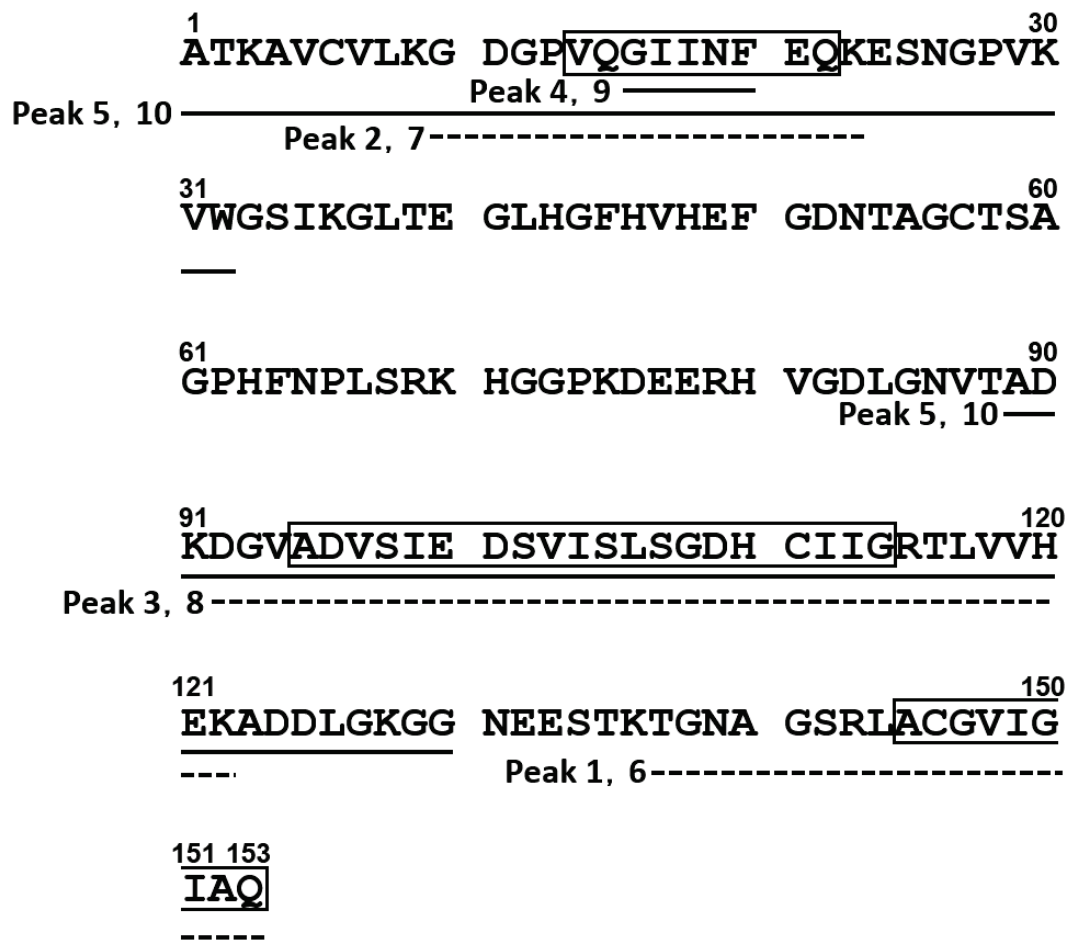 1 30
ATKAVCVLKG DGPVQGIINF EQKESNGPVK
Peak 4, 9
Peak 5, 10
Peak 2, 7
31 60
VWGSIKGLTE GLHGFHVHEF GDNTAGCTSA
61 90
GPHFNPLSRK HGGPKDEERH VGDLGNVTAD
Peak 5, 10
91 120
KDGVADVSIE DSVISLSGDH CIIGRTLVVH
Peak 3, 8
121 150
EKADDLGKGG NEESTKTGNA GSRLACGVIG
Peak 1, 6
151 153
IAQ